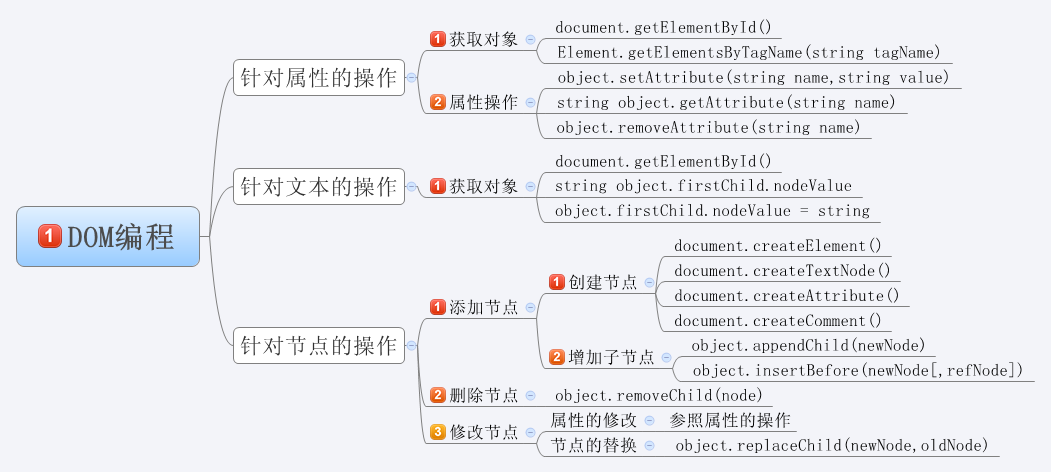 1 DOM编程
针对属性的操作
1 获取对象
document.getElementById()
Element.getElementsByTagName(string tagName)
2 属性操作
object.setAttribute(string name,string value)
string object.getAttribute(string name)
object.removeAttribute(string name)
针对文本的操作
1 获取对象
document.getElementById()
string object.firstChild.nodeValue
object.firstChild.nodeValue = string
针对节点的操作
1 添加节点
1 创建节点
document.createElement()
document.createTextNode()
document.createAttribute()
document.createComment()
2 增加子节点
object.appendChild(newNode)
object.insertBefore(newNode[,refNode])
2 删除节点
object.removeChild(node)
3 修改节点
属性的修改
参照属性的操作
节点的替换
object.replaceChild(newNode,oldNode)